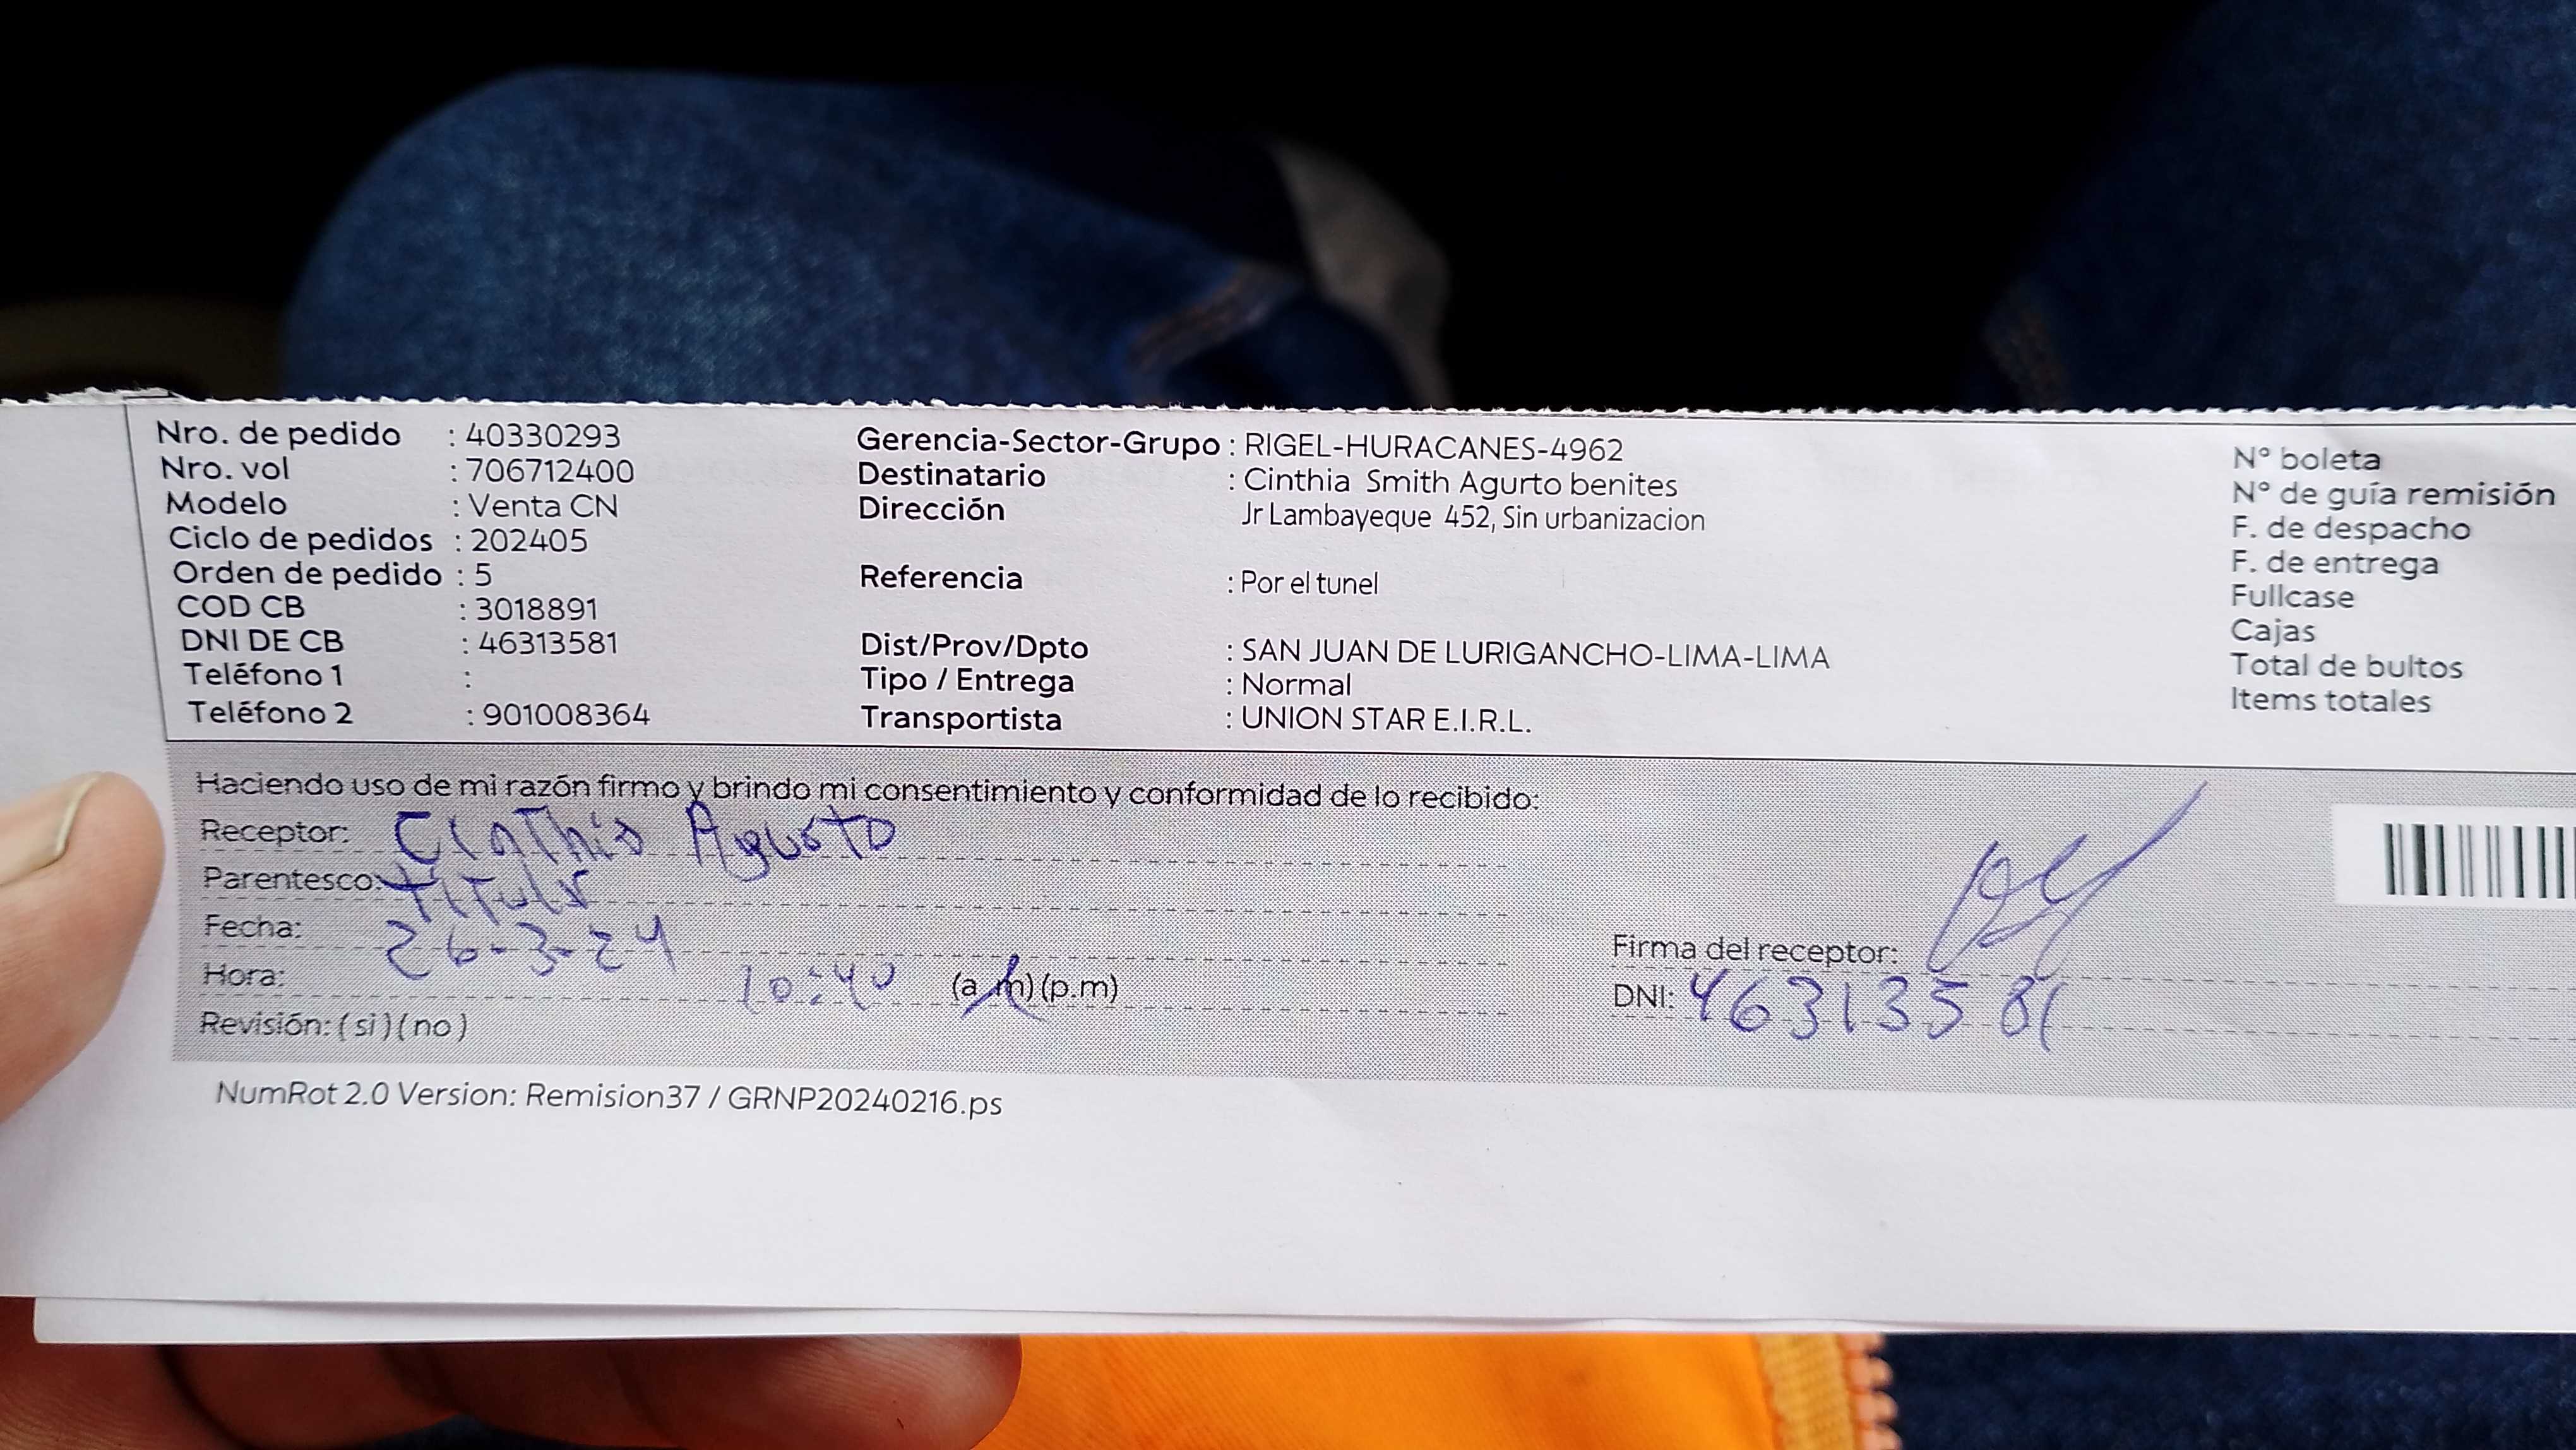 Nro. de pedido : 40330293
Nro. vol : 706712400
Modelo : Venta CN
Ciclo de pedidos : 202405
Orden de pedido : 5
COD CB : 3018891
DNI DE CB : 46313581
Teléfono 1 :
Teléfono 2 : 901008364
Gerencia-Sector-Grupo : RIGEL-HURACANES-4962
Destinatario : Cinthia Smith Agurto benites
Dirección Jr Lambayeque 452, Sin urbanizacion
Referencia : Por el tunel
Dist/Prov/Dpto : SAN JUAN DE LURIGANCHO-LIMA-LIMA
Tipo / Entrega : Normal
Transportista : UNION STAR E.I.R.L.
N° boleta
N° de guía remisión
F. de despacho
F. de entrega
Fullcase
Cajas
Total de bultos
Items totales
Haciendo uso de mi razón firmo y brindo mi consentimiento y conformidad de lo recibido:
Receptor: Cinthia Agurto
Parentesco: titular
Fecha: 26-3-24
Hora: 10:40 (a.m)(p.m)
Revisión: (si)(no)
Firma del receptor:
DNI: 46313581
NumRot 2.0 Version: Remision37 / GRNP20240216.ps